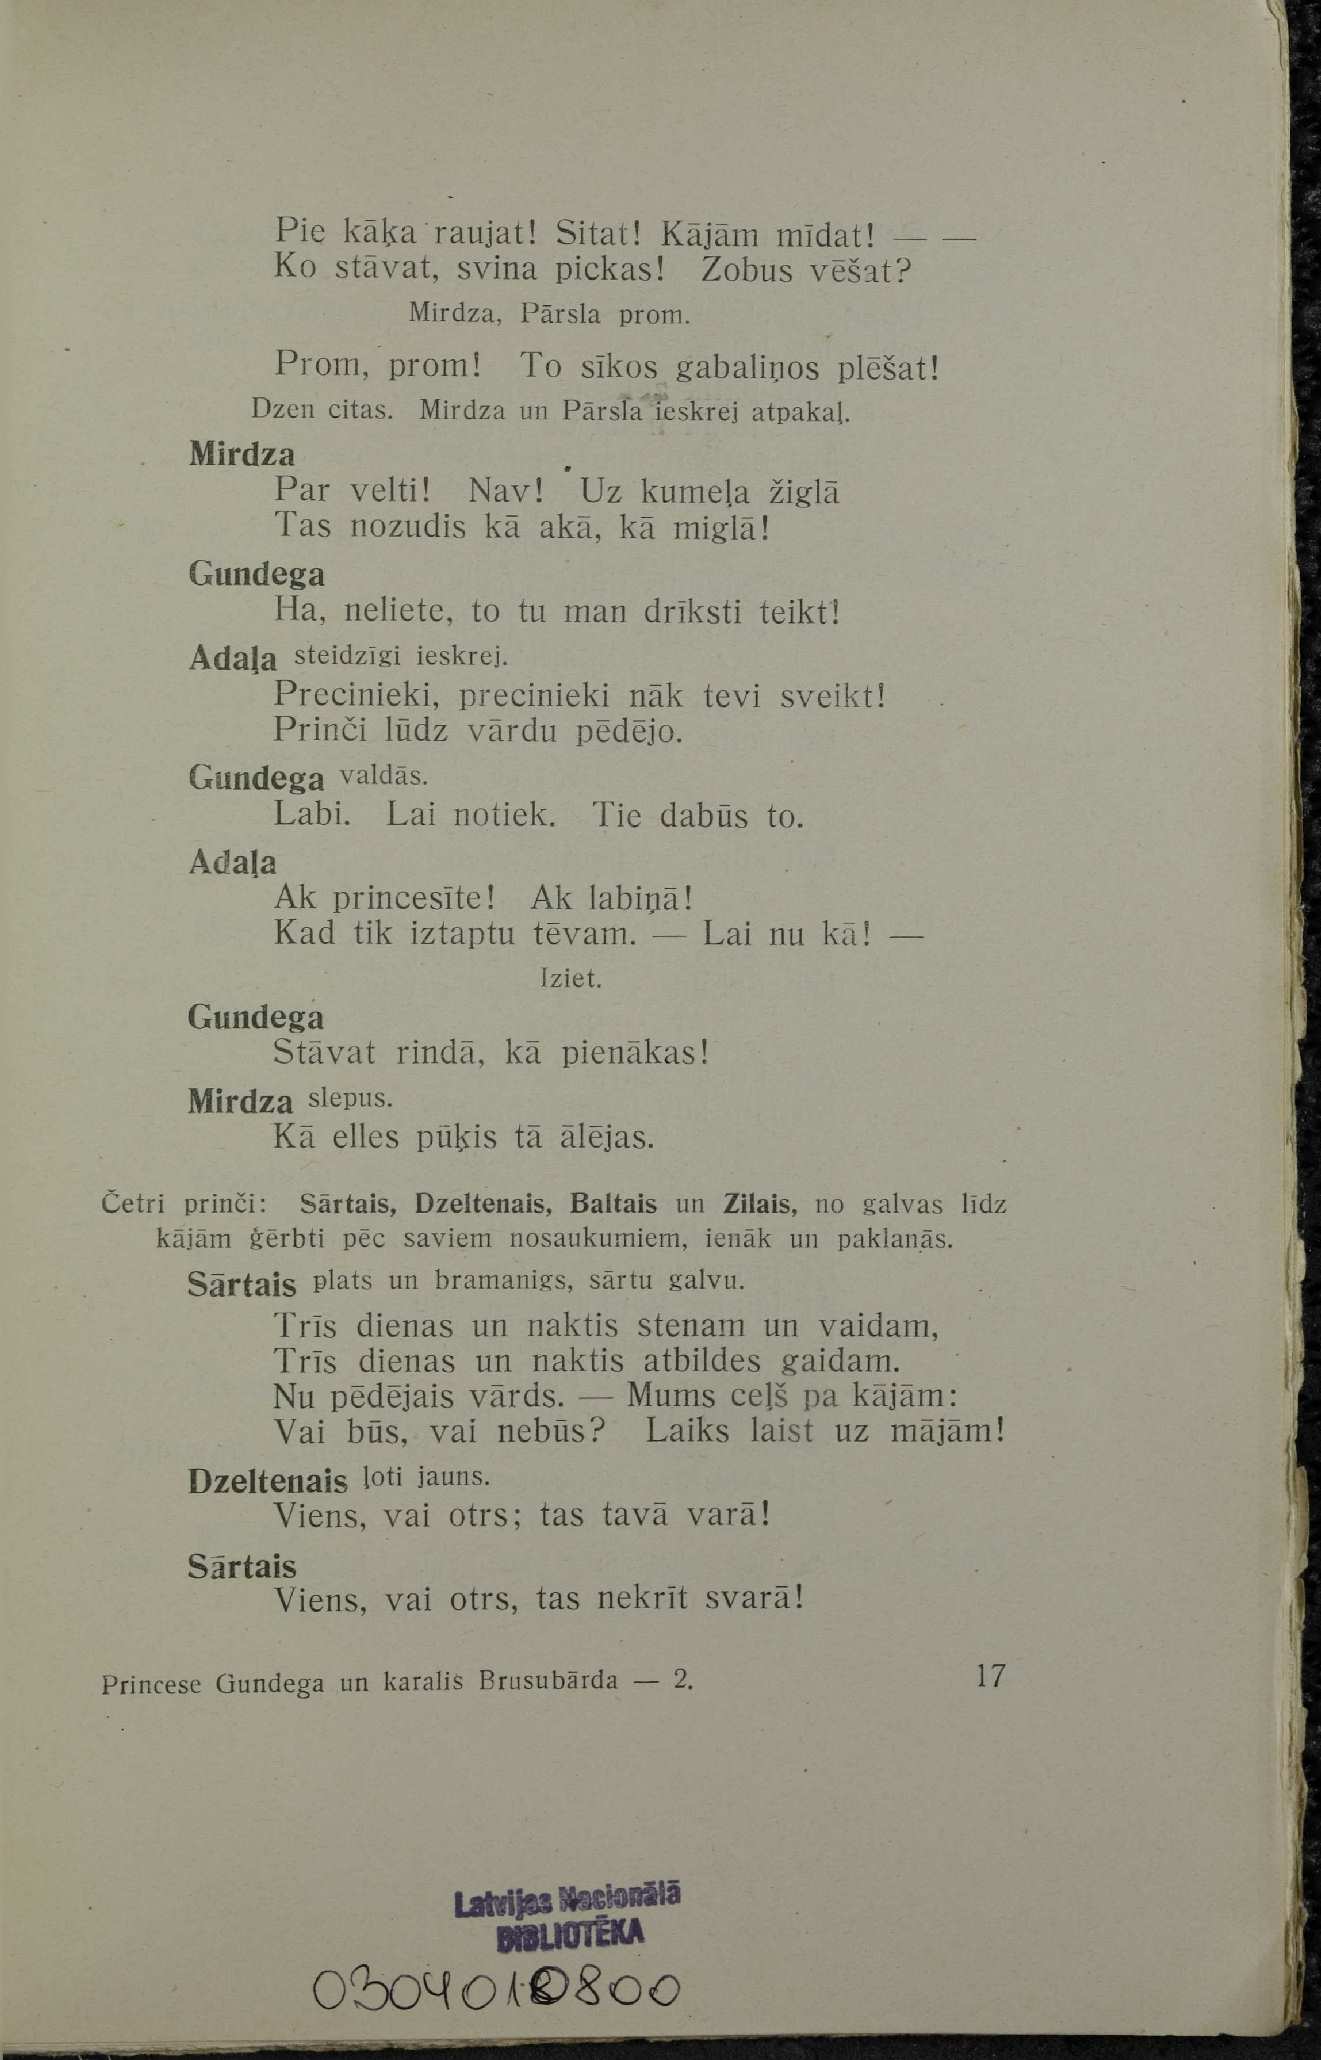 Pie kāķa raujat! Sitat! Kājām mīdat! — —
Ko stāvat, svina pickas! Zobus vēšat?
Mirdza, Pārsla prom.
Prom, prom! To sīkos gabaliņos plēšat!
Dzen citas. Mirdza un Pārsla ieskrej atpakaļ.
Mirdza
Par velti! Nav! Uz kumeļa žiglā
Tas nozudis kā akā, kā miglā!
Gundega
Ha, neliete, to tu man drīksti teikt!
Adaļa steidzīgi ieskrej.
Precinieki, precinieki nāk tevi sveikt!
Prinči lūdz vārdu pēdējo.
Gundega valdās.
Labi. Lai notiek. Tie dabūs to.
Adaļa
Ak princesīte! Ak labiņā!
Kad tik iztaptu tēvam. — Lai nu kā! —
Iziet.
Gundega
Stāvat rindā, kā pienākas!
Mirdza slepus.
Kā elles pūķis tā ālējas.
Četri prinči: Sārtais, Dzeltenais, Baltais un Zilais, no galvas līdz
kājām ģērbti pēc saviem nosaukumiem, ienāk un paklanās.
Sārtais plats un bramanigs, sārtu galvu.
Trīs dienas un naktis stenam un vaidam,
Trīs dienas un naktis atbildes gaidam.
Nu pēdējais vārds. — Mums ceļš pa kājām:
Vai būs, vai nebūs? Laiks laist uz mājām!
Dzeltenais ļoti jauns.
Viens, vai otrs; tas tavā varā!
Sārtais
Viens, vai otrs, tas nekrīt svarā!
Princese Gundega un karalis Brusubārda — 2.
17
Latvijas Nacionālā
BIBLIOTĒKA